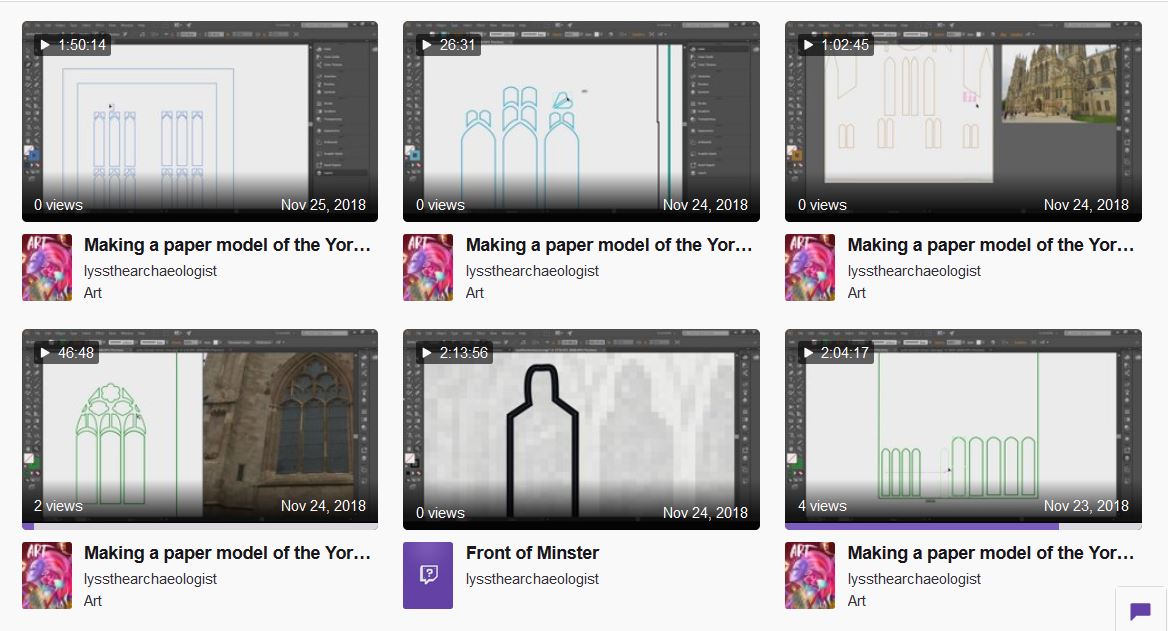 1:50:14
0 views
Nov 25, 2018
Making a paper model of the Yor...
lyssthearchaeologist
Art
26:31
0 views
Nov 24, 2018
Making a paper model of the Yor...
lyssthearchaeologist
Art
1:02:45
0 views
Nov 24, 2018
Making a paper model of the Yor...
lyssthearchaeologist
Art
46:48
2 views
Nov 24, 2018
Making a paper model of the Yor...
lyssthearchaeologist
Art
2:13:56
0 views
Nov 24, 2018
Front of Minster
lyssthearchaeologist
2:04:17
4 views
Nov 23, 2018
Making a paper model of the Yor...
lyssthearchaeologist
Art
ART
ART
ART
ART
ART